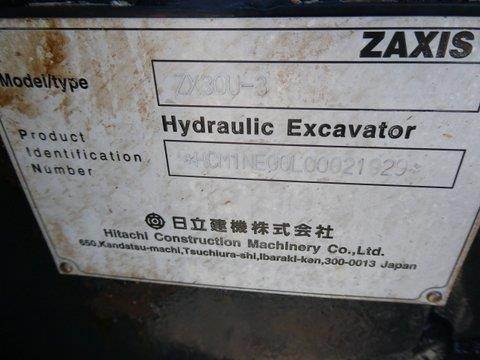 ZAXIS
Model/type ZX30U-3
Hydraulic Excavator
Product Identification Number *HCM1NE00L00021929*
日立建機株式会社
Hitachi Construction Machinery Co.,Ltd.
650,Kandatsu-machi,Tsuchiura-shi,Ibaraki-ken,300-0013 Japan